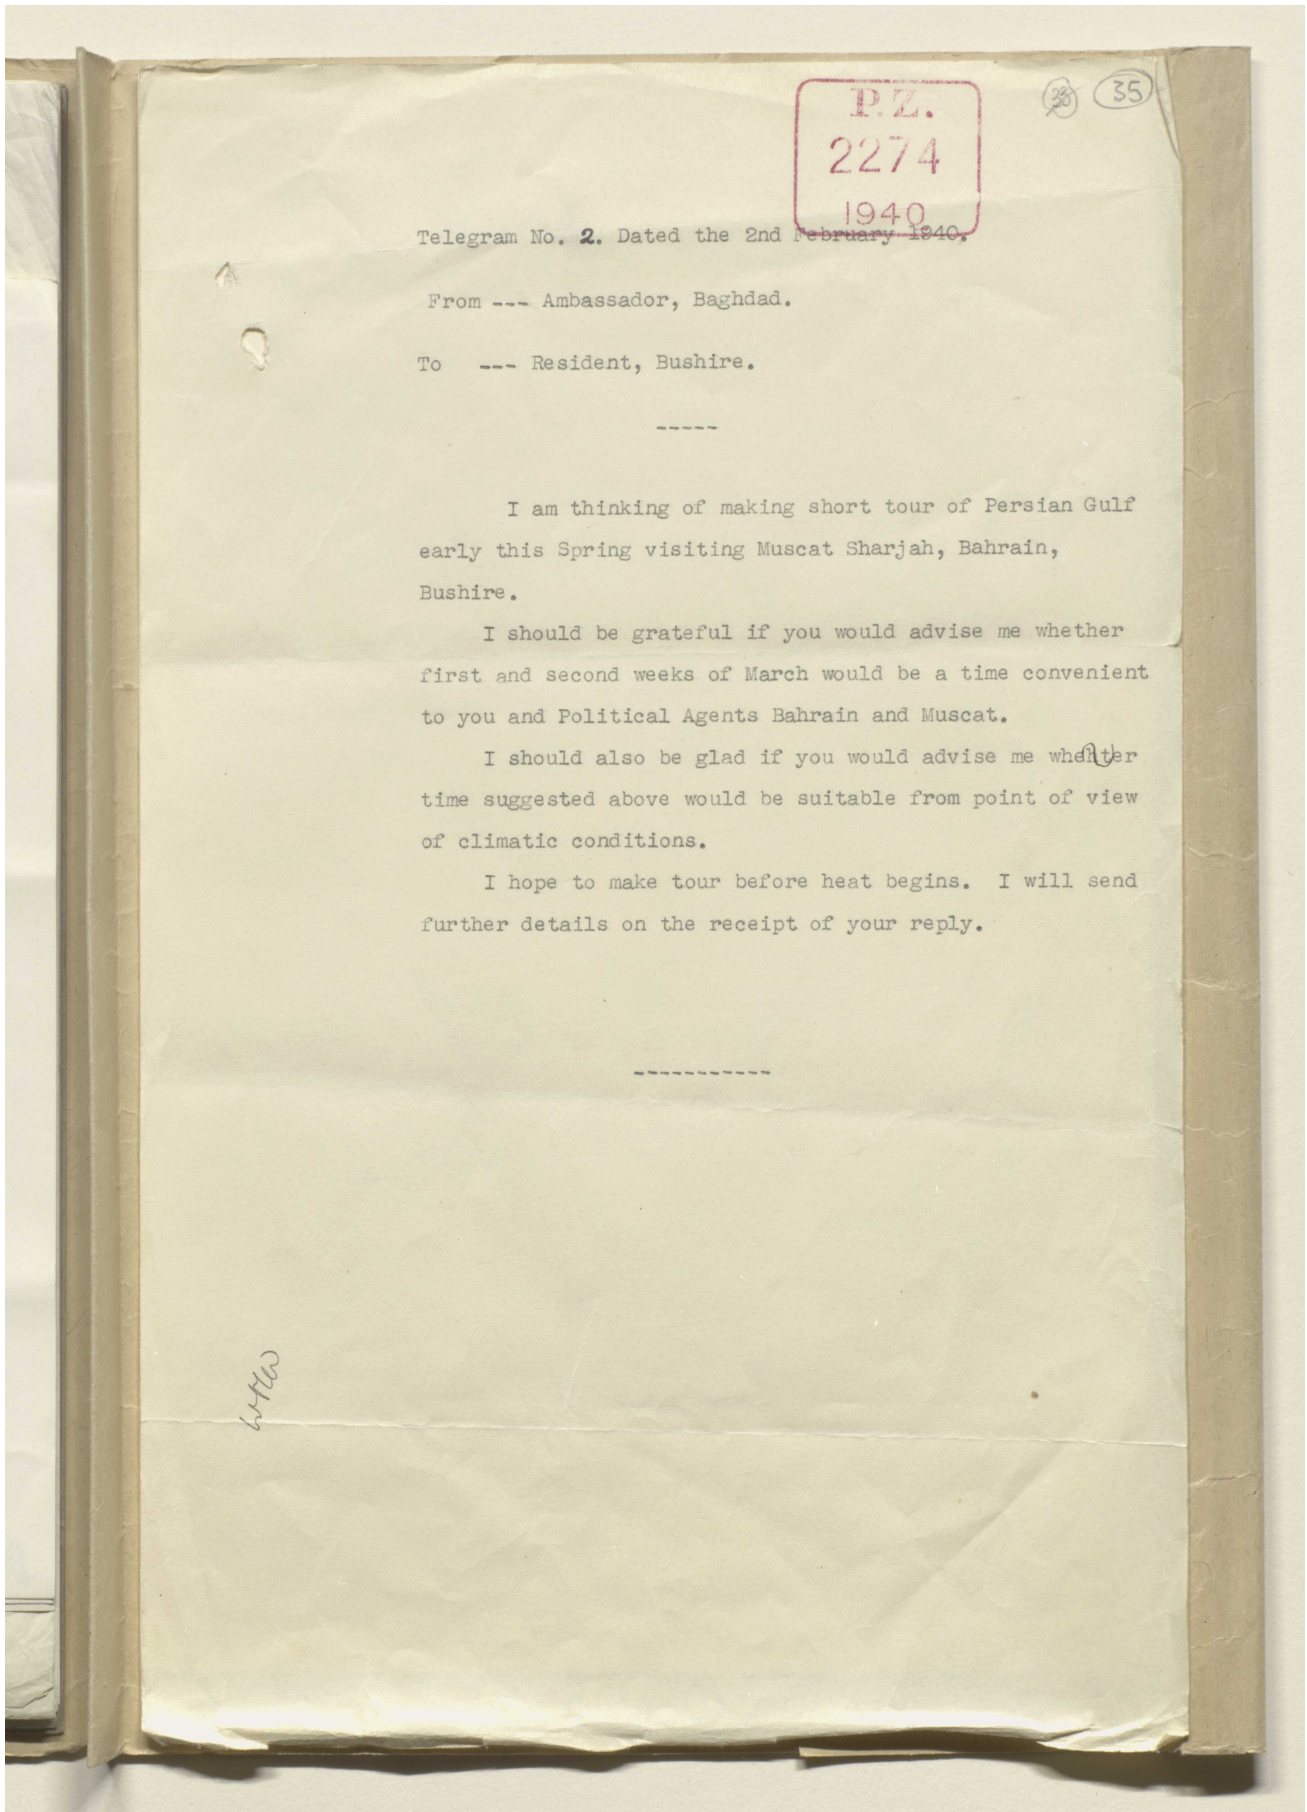 P.Z.
2274
1940
33
35
Telegram No. 2. Dated the 2nd February 1940.
From --- Ambassador, Baghdad.
To --- Resident, Bushire.
-----
I am thinking of making short tour of Persian Gulf
early this Spring visiting Muscat Sharjah, Bahrain,
Bushire.
I should be grateful if you would advise me whether
first and second weeks of March would be a time convenient
to you and Political Agents Bahrain and Muscat.
I should also be glad if you would advise me whehter
time suggested above would be suitable from point of view
of climatic conditions.
I hope to make tour before heat begins. I will send
further details on the receipt of your reply.
-----------